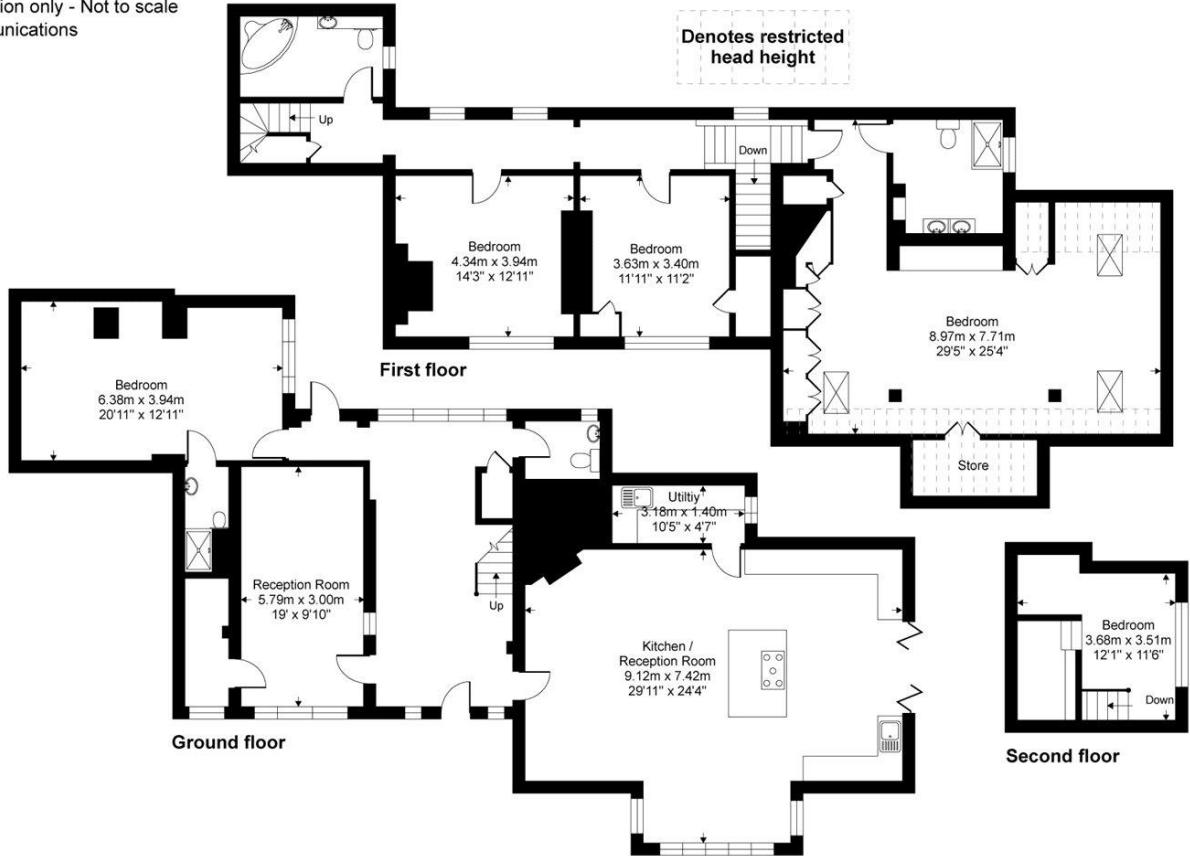 ion only - Not to scale
unications
Denotes restricted
head height
Up
Down
Bedroom
4.34m x 3.94m
14'3" x 12'11"
Bedroom
3.63m x 3.40m
11'11" x 11'2"
Bedroom
8.97m x 7.71m
29'5" x 25'4"
First floor
Store
Bedroom
6.38m x 3.94m
20'11" x 12'11"
Utiltiy
3.18m x 1.40m
10'5" x 4'7"
Reception Room
5.79m x 3.00m
19' x 9'10"
Up
Kitchen /
Reception Room
9.12m x 7.42m
29'11" x 24'4"
Ground floor
Bedroom
3.68m x 3.51m
12'1" x 11'6"
Down
Second floor